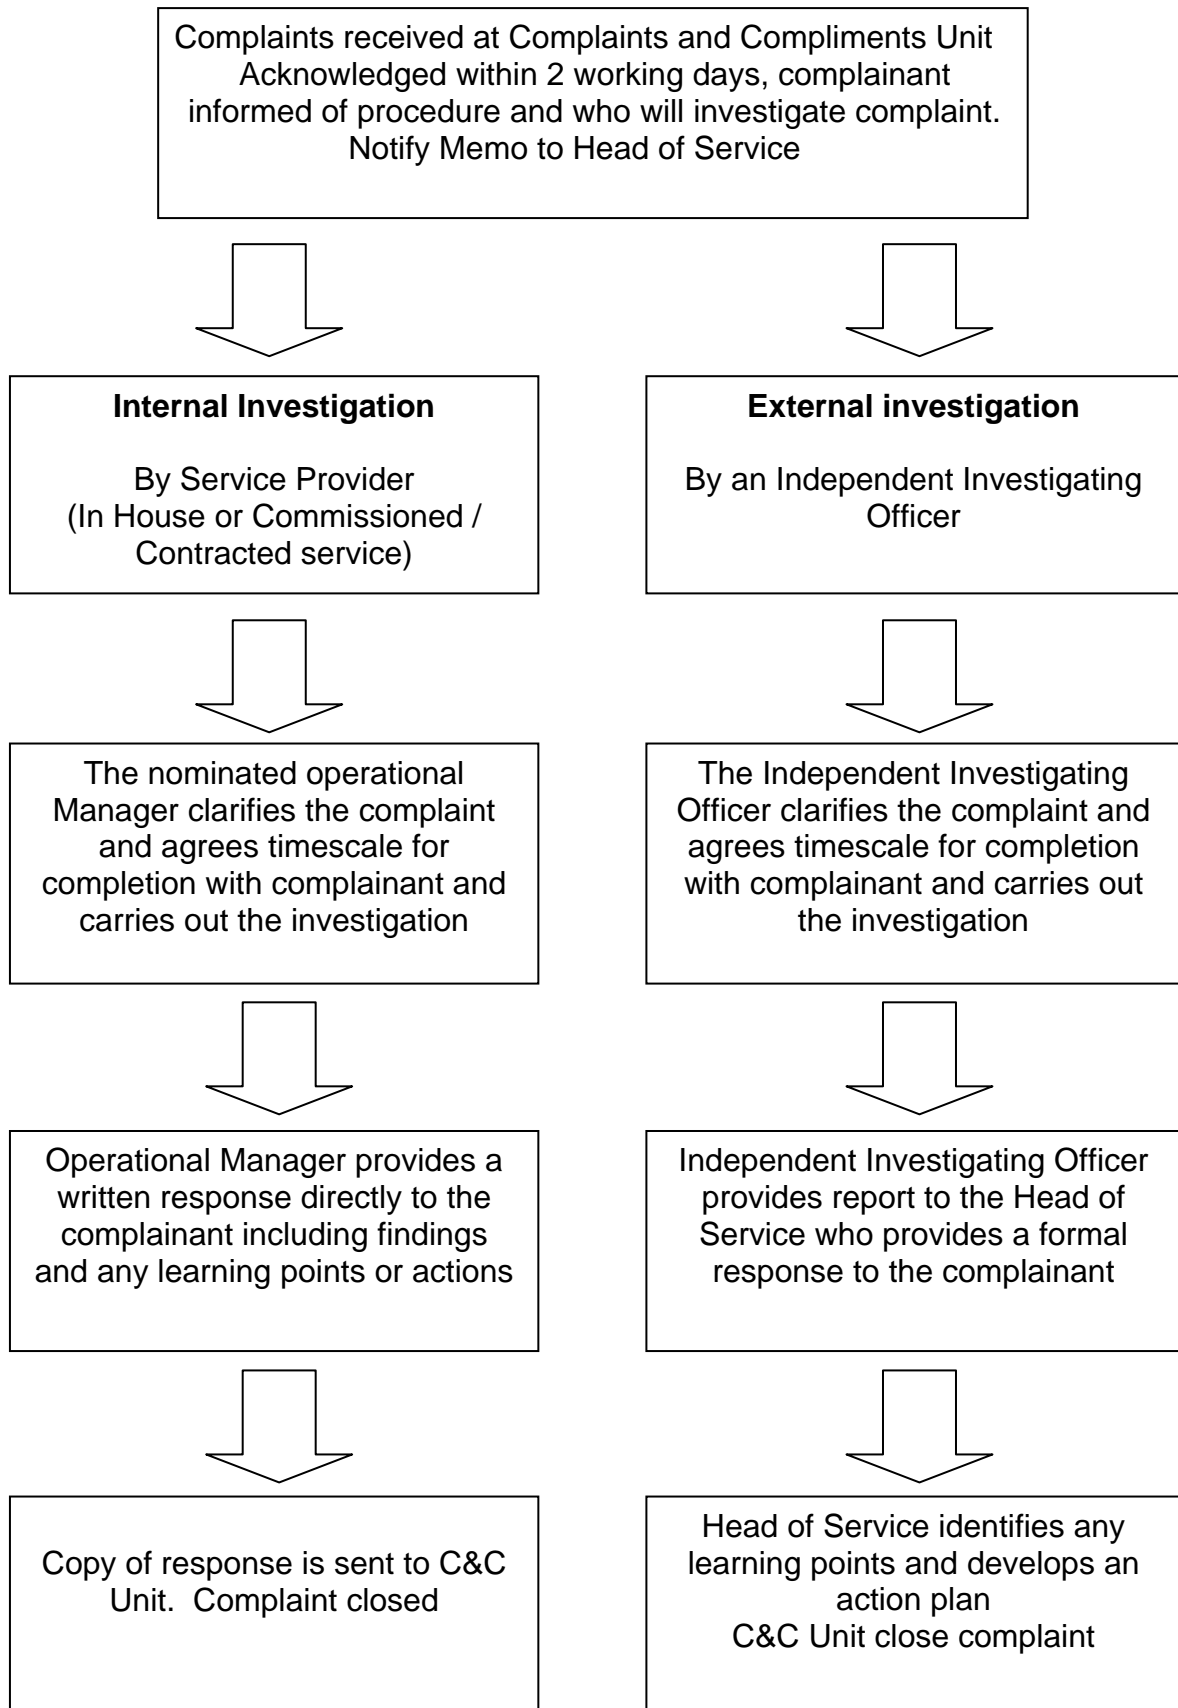 Complaints received at Complaints and Compliments Unit
Acknowledged within 2 working days, complainant
informed of procedure and who will investigate complaint.
Notify Memo to Head of Service
Internal Investigation
By Service Provider
(In House or Commissioned /
Contracted service)
External investigation
By an Independent Investigating
Officer
The nominated operational
Manager clarifies the complaint
and agrees timescale for
completion with complainant and
carries out the investigation
The Independent Investigating
Officer clarifies the complaint and
agrees timescale for completion
with complainant and carries out
the investigation
Operational Manager provides a
written response directly to the
complainant including findings
and any learning points or actions
Independent Investigating Officer
provides report to the Head of
Service who provides a formal
response to the complainant
Copy of response is sent to C&C
Unit.  Complaint closed
Head of Service identifies any
learning points and develops an
action plan
C&C Unit close complaint